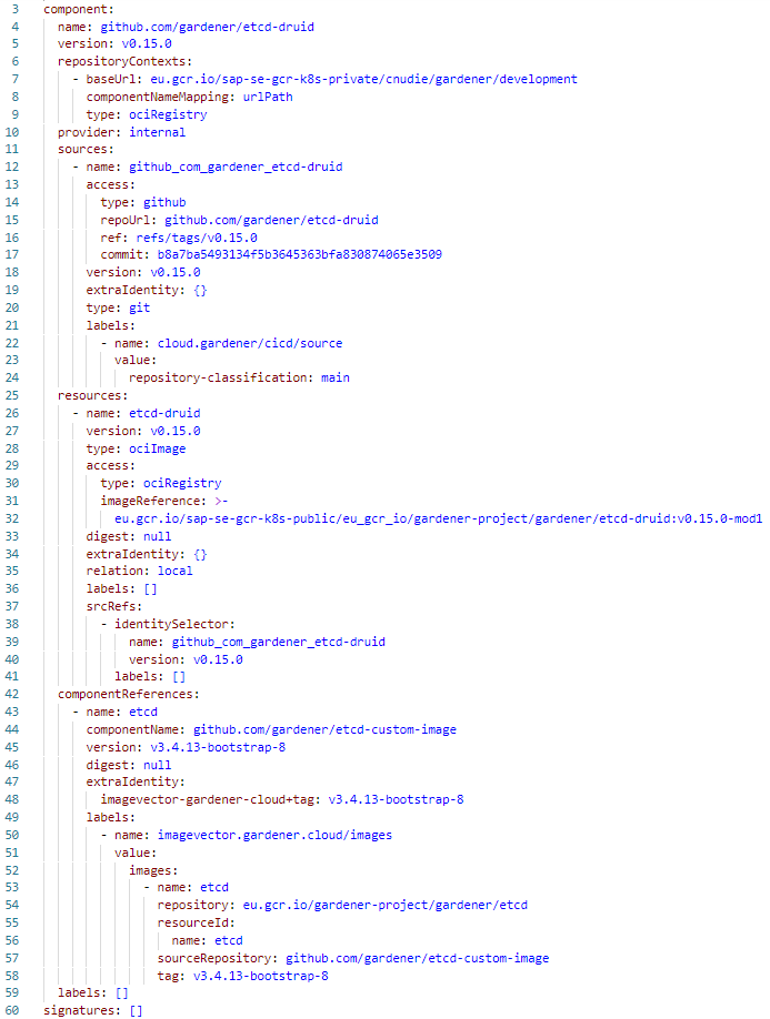 3 component:
4   name: github.com/gardener/etcd-druid
5   version: v0.15.0
6   repositoryContexts:
7     - baseUrl: eu.gcr.io/sap-se-gcr-k8s-private/cnudie/gardener/development
8       componentNameMapping: urlPath
9       type: ociRegistry
10   provider: internal
11   sources:
12     - name: github_com_gardener_etcd-druid
13       access:
14         type: github
15         repoUrl: github.com/gardener/etcd-druid
16         ref: refs/tags/v0.15.0
17         commit: b8a7ba5493134f5b3645363bfa830874065e3509
18       version: v0.15.0
19       extraIdentity: {}
20       type: git
21       labels:
22         - name: cloud.gardener/cicd/source
23           value:
24             repository-classification: main
25   resources:
26     - name: etcd-druid
27       version: v0.15.0
28       type: ociImage
29       access:
30         type: ociRegistry
31         imageReference: >-
32           eu.gcr.io/sap-se-gcr-k8s-public/eu_gcr_io/gardener-project/gardener/etcd-druid:v0.15.0-mod1
33       digest: null
34       extraIdentity: {}
35       relation: local
36       labels: []
37       srcRefs:
38         - identitySelector:
39             name: github_com_gardener_etcd-druid
40             version: v0.15.0
41           labels: []
42   componentReferences:
43     - name: etcd
44       componentName: github.com/gardener/etcd-custom-image
45       version: v3.4.13-bootstrap-8
46       digest: null
47       extraIdentity:
48         imagevector-gardener-cloud+tag: v3.4.13-bootstrap-8
49       labels:
50         - name: imagevector.gardener.cloud/images
51           value:
52             images:
53               - name: etcd
54                 repository: eu.gcr.io/gardener-project/gardener/etcd
55                 resourceId:
56                   name: etcd
57                 sourceRepository: github.com/gardener/etcd-custom-image
58                 tag: v3.4.13-bootstrap-8
59   labels: []
60 signatures: []